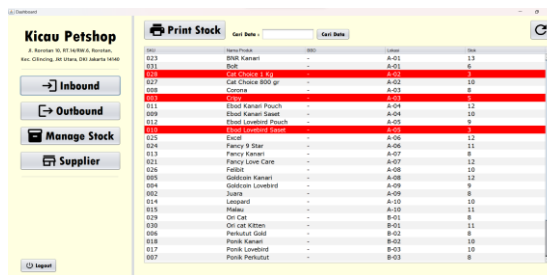 Dashboard
Kicau Petshop
Jl. Rorotan 10, RT.14/RW.6, Rorotan,
Kec. Cilincing, Jkt Utara, DKI Jakarta 14140
Inbound
Outbound
Manage Stock
Supplier
Logout
Print Stock Cari Data : Cari Data
SKU Nama Produk Lokasi Stok
023 BNR Kanari - A-01 13
031 Bolt - A-01 6
028 Cat Choice 1 Kg - A-02 3
027 Cat Choice 800 gr - A-02 10
008 Corona - A-03 8
003 Cripy - A-03 5
011 Ebod Kanari Pouch - A-04 12
009 Ebod Kanari Saset - A-04 10
012 Ebod Lovebird Pouch - A-05 9
010 Ebod Lovebird Saset - A-05 3
025 Excel - A-06 12
024 Fancy 9 Star - A-06 11
013 Fancy Kanari - A-07 8
021 Fancy Love Care - A-07 12
026 Felibit - A-08 10
005 Goldcoin Kanari - A-08 12
004 Goldcoin Lovebird - A-09 9
002 Juara - A-09 8
014 Leopard - A-10 10
015 Malau - A-10 11
029 Ori Cat - B-01 8
030 Ori cat Kitten - B-01 11
006 Perkutut Gold - B-02 8
018 Ponik Kanari - B-02 10
017 Ponik Lovebird - B-03 10
007 Ponik Perkutut - B-03 8